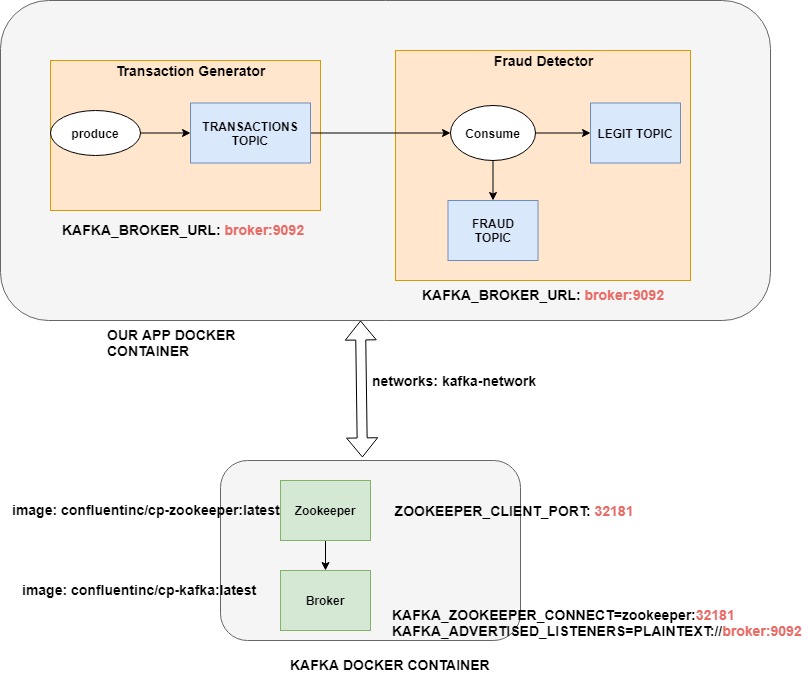 Transaction Generator
Fraud Detector
produce
TRANSACTIONS
TOPIC
Consume
LEGIT TOPIC
FRAUD
TOPIC
KAFKA_BROKER_URL: broker:9092
KAFKA_BROKER_URL: broker:9092
OUR APP DOCKER
CONTAINER
networks: kafka-network
image: confluentinc/cp-zookeeper:latest
Zookeeper
ZOOKEEPER_CLIENT_PORT: 32181
image: confluentinc/cp-kafka:latest
Broker
KAFKA_ZOOKEEPER_CONNECT=zookeeper:32181
KAFKA_ADVERTISED_LISTENERS=PLAINTEXT://broker:9092
KAFKA DOCKER CONTAINER